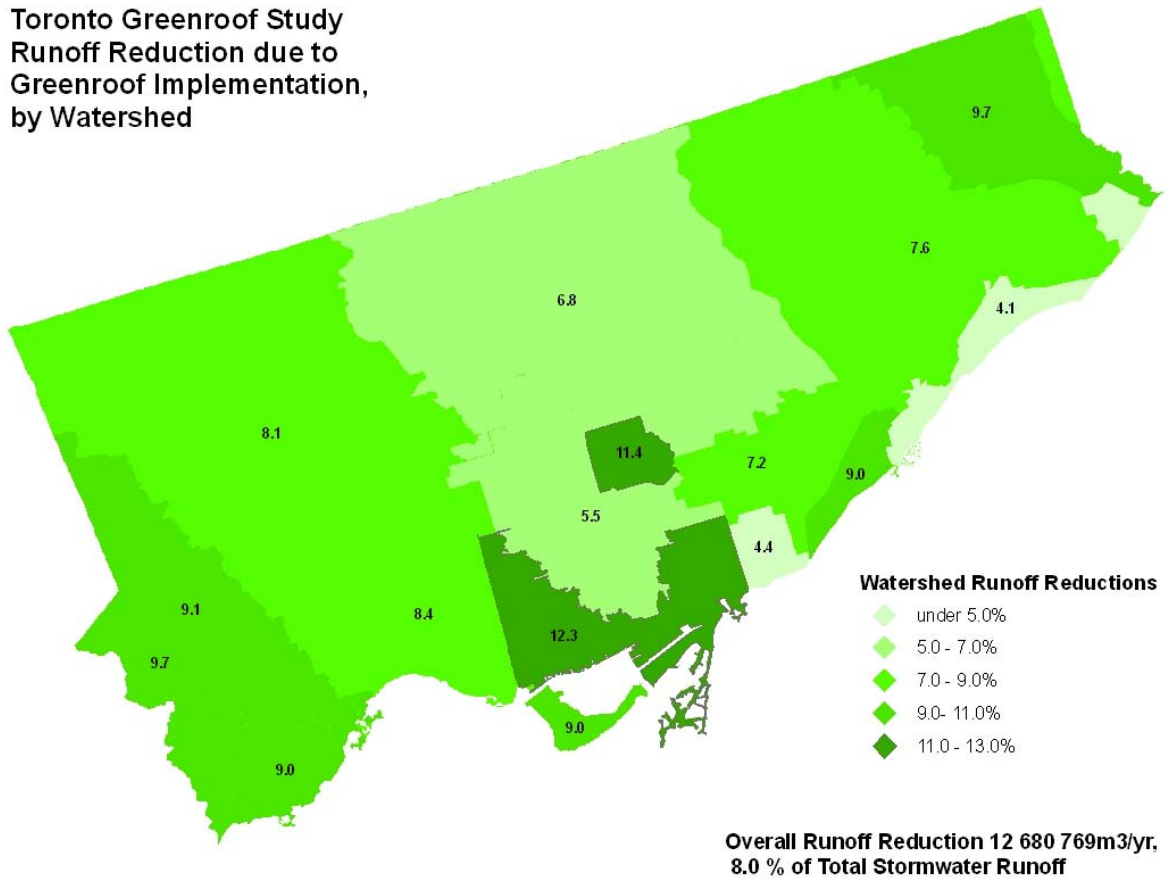 Toronto Greenroof Study
Runoff Reduction due to
Greenroof Implementation,
by Watershed
9.7
7.6
6.8
4.1
8.1
11.4
7.2
9.0
5.5
4.4
9.1
8.4
12.3
9.7
9.0
9.0
Watershed Runoff Reductions
under 5.0%
5.0 - 7.0%
7.0 - 9.0%
9.0- 11.0%
11.0 - 13.0%
Overall Runoff Reduction 12 680 769m3/yr,
8.0 % of Total Stormwater Runoff